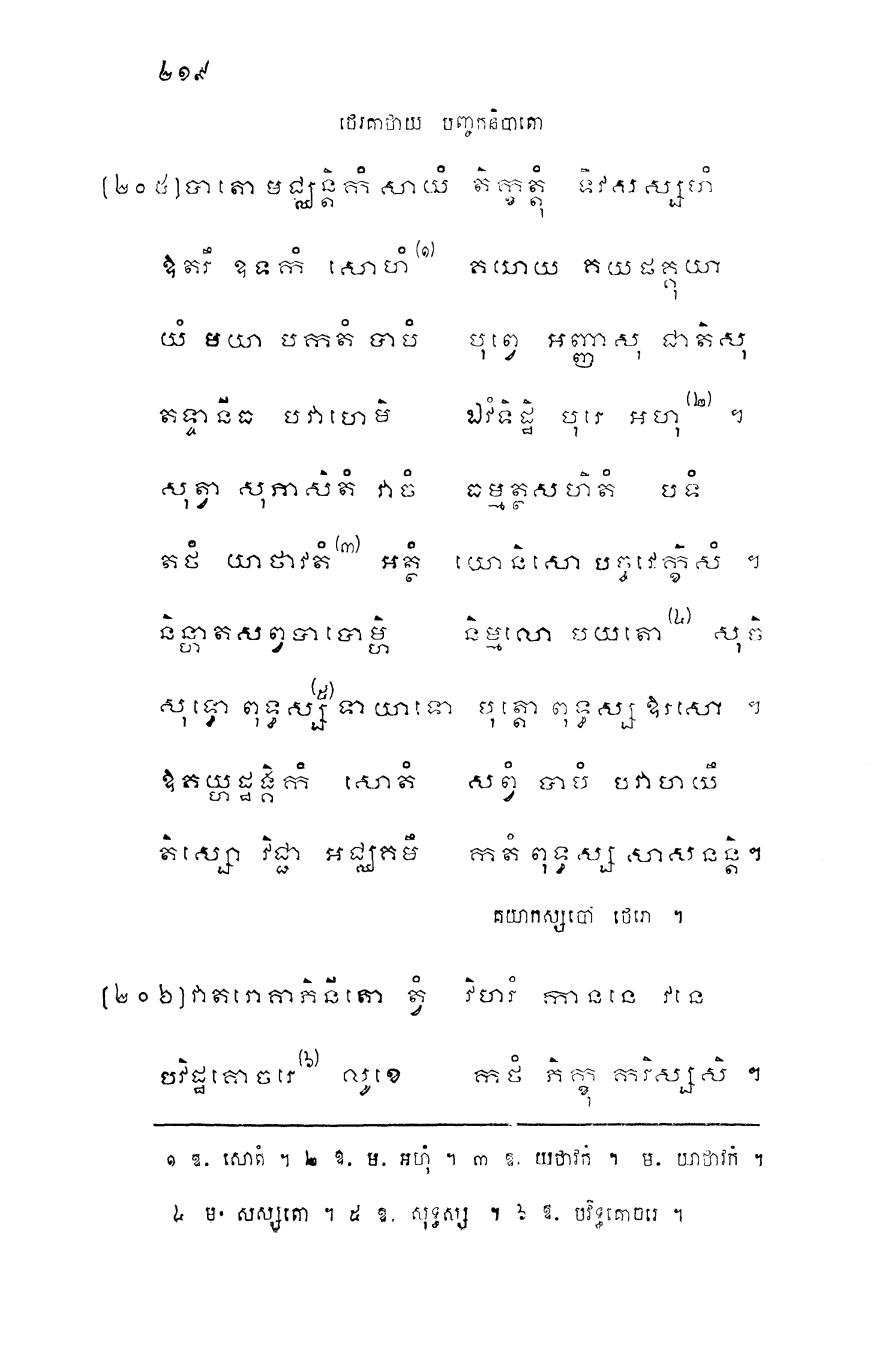 ២១៩
ថេរគាថាយ បញ្ចកនិបាតោ
(២០៥) បាតោ មជ្ឈន្តិកំ សាយំ តិក្ខត្តុំ ទិវសស្សហំ
ឱតរឹ ឧទកំ សោហំ(១) គយាយ គយផគ្គុយា
យំ មយា បកតំ បាបំ បុព្វេ អញ្ញាសុ ជាតិសុ
តទ្ទានីធ បវាហេមិ ឯវំទិដ្ឋិ បុរេ អហុ(២) ។
សុត្វា សុភាសិតំ វាចំ ធម្មត្ថសហិតំ បទំ
តថំ យាថាវតំ(៣) អត្ថំ យោនិសោ បច្ចវេក្ខិសំ ។
និន្ហាតសព្វបាបោម្ហិ និម្មលោ បយតោ(៤) សុចិ
សុទ្ធោ ពុទ្ធស្ស(៥) ទាយាទោ បុត្តោ ពុទ្ធស្ស ឱរសោ ។
ឱគយ្ហដ្ឋង្គិកំ សោតំ សព្វំ បាបំ បវាហយឹ
តិស្សោ វិជ្ជា អជ្ឈគមឹ កតំ ពុទ្ធស្ស សាសនន្តិ។
គយាកស្សបោ ថេរោ ។
(២០៦) វាតរោគាភិនីតោ ត្វំ វិហរំ កាននេ វនេ
បវិដ្ឋគោចរេ(៦) លូខេ កថំ ភិក្ខុ ករិស្សសិ ។
១ ឧ. សោតំ ។ ២ ឱ. ម. អហុំ ។ ៣ ឧ. យថាវកំ ។ ម. យាថាវកំ ។
៤ ម. សស្សតោ ។ ៥ ឧ. សុទ្ធស្ស ។ ៦ ឱ. បវិទ្ធគោចរេ ។